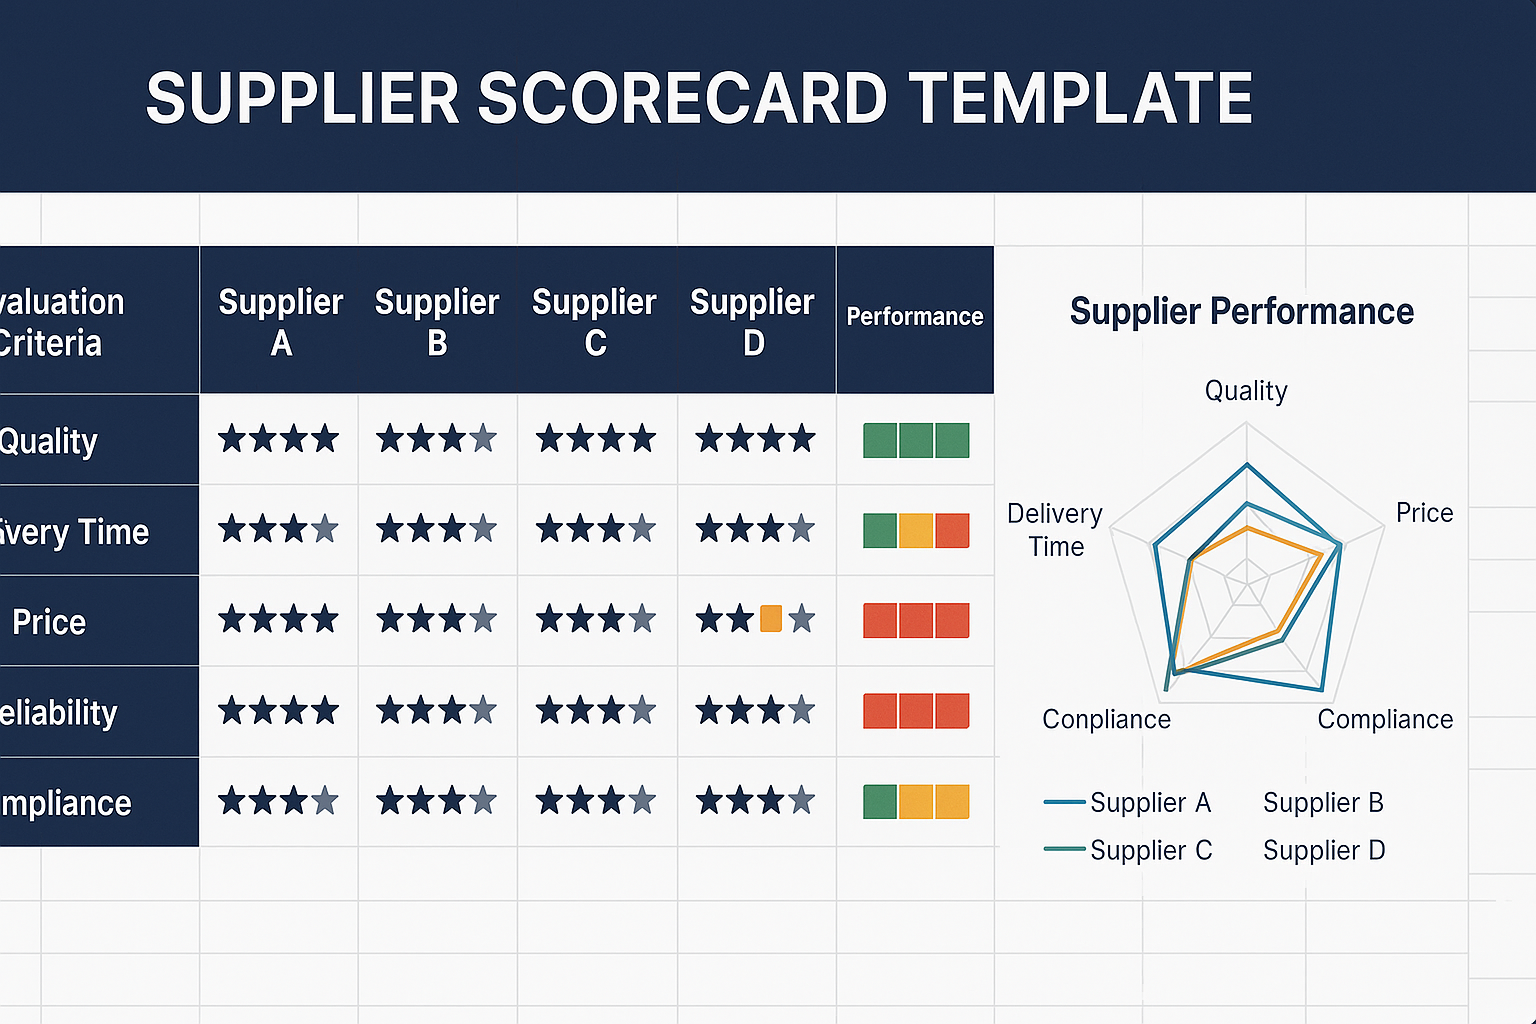 SUPPLIER SCORECARD TEMPLATE
valuation
Criteria
Supplier
A
Supplier
B
Supplier
C
Supplier
D
Performance
Quality
very Time
Price
eliability
mpliance
Supplier Performance
Quality
Delivery
Time
Price
Conpliance
Compliance
Supplier A
Supplier B
Supplier C
Supplier D